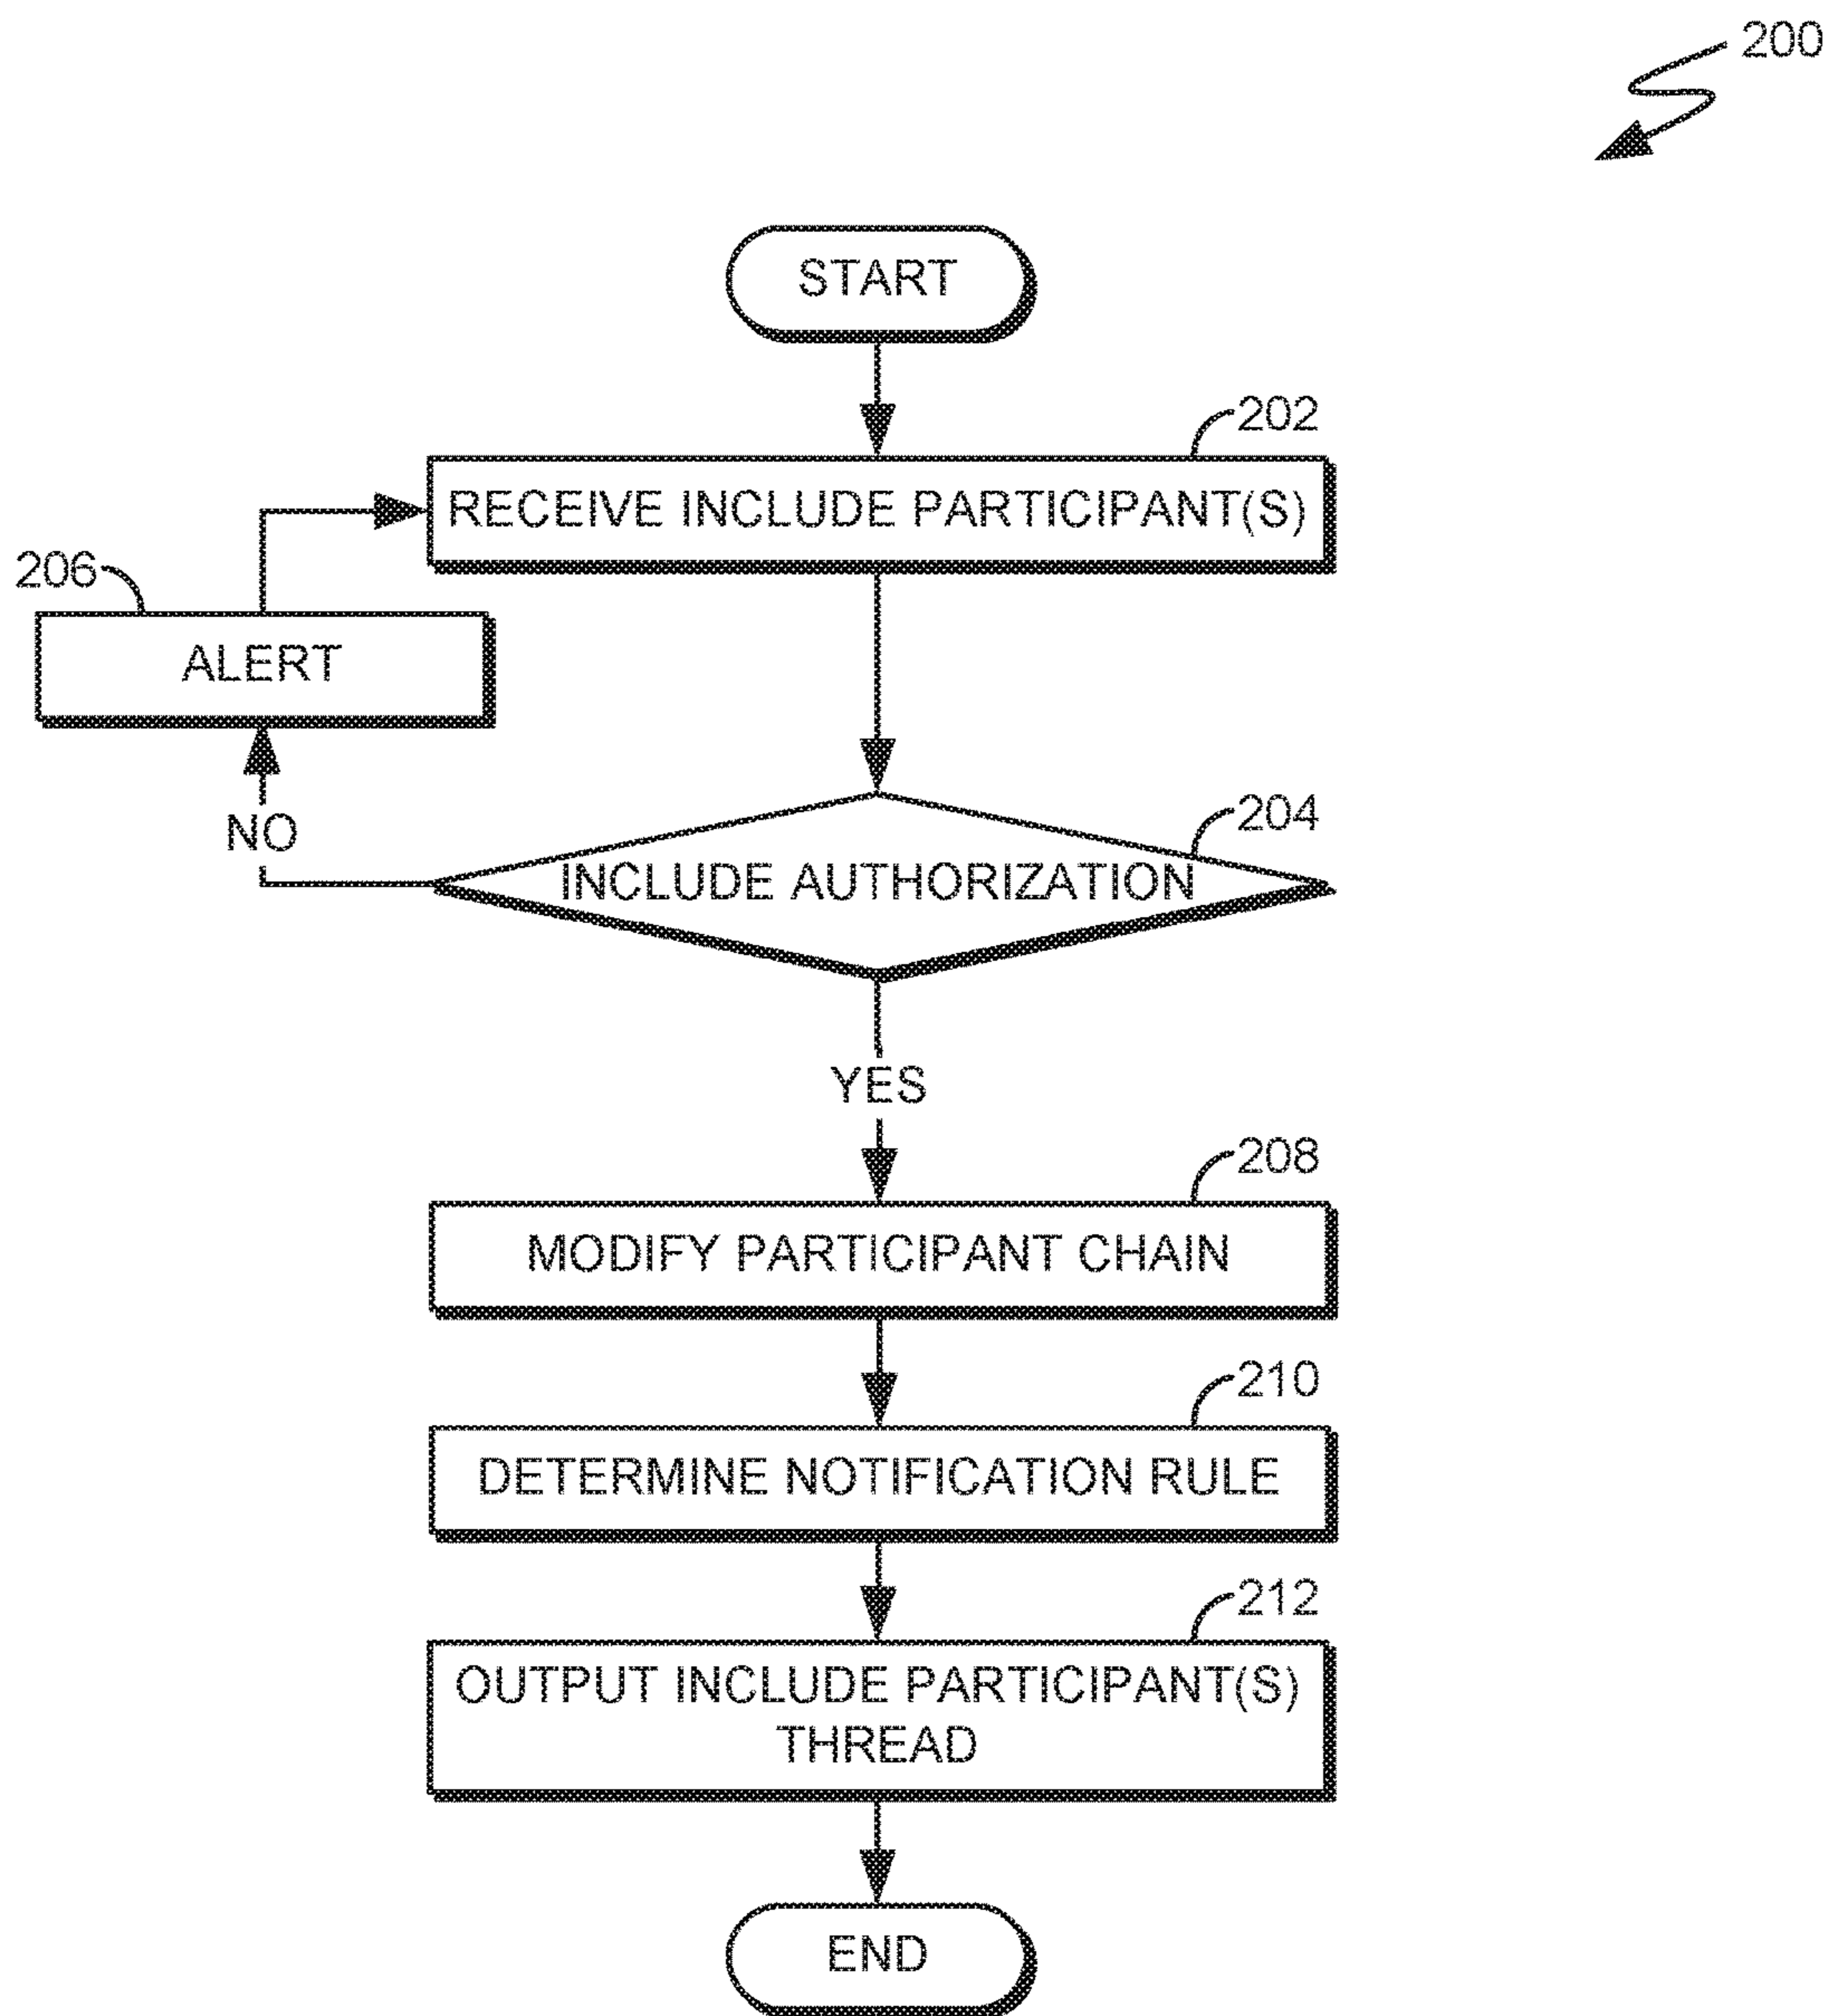 200
START
202
RECEIVE INCLUDE PARTICIPANT(S)
206
ALERT
NO
204
INCLUDE AUTHORIZATION
YES
208
MODIFY PARTICIPANT CHAIN
210
DETERMINE NOTIFICATION RULE
212
OUTPUT INCLUDE PARTICIPANT(S)
THREAD
END